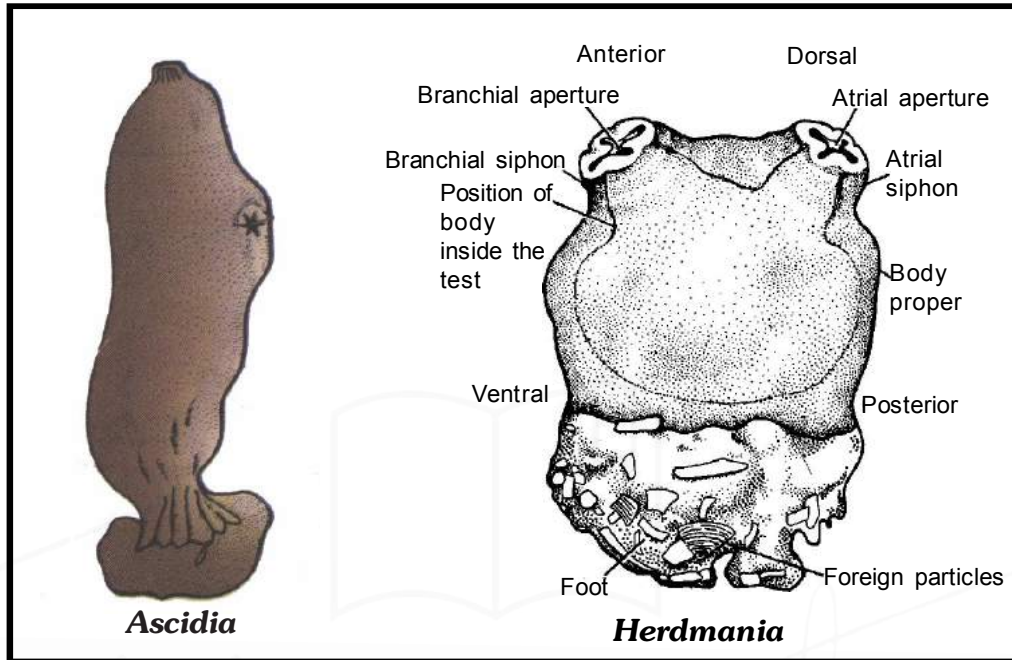 Anterior
Dorsal
Branchial aperture
Atrial aperture
Branchial siphon
Atrial
siphon
Position of
body
inside the
test
Body
proper
Ventral
Posterior
Foot
Foreign particles
Ascidia
Herdmania